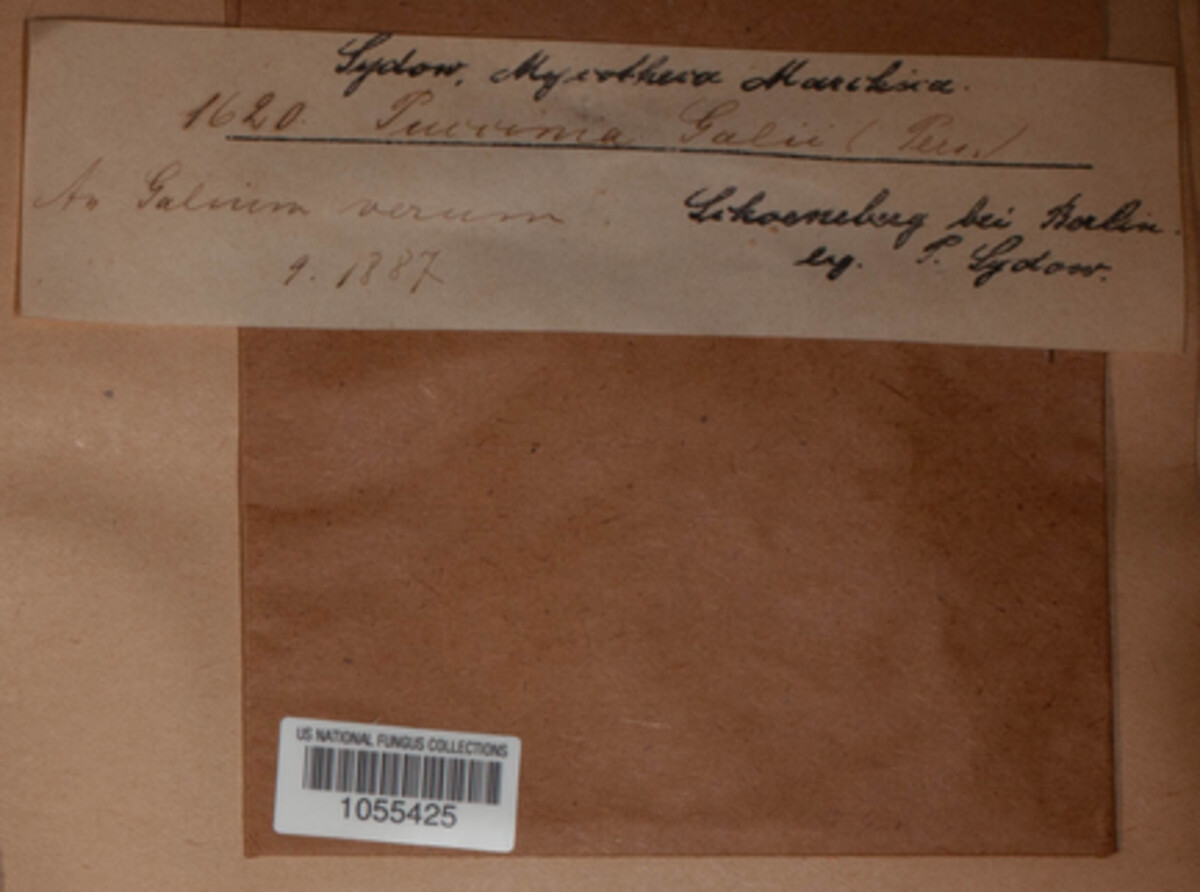 Sydow, Mycotheca Marchica.
1620. Puccinia Galii (Pers.)
An Galium verum. Schoeneberg bei Berlin.
9. 1887 leg. P. Sydow.
US NATIONAL FUNGUS COLLECTIONS
1055425